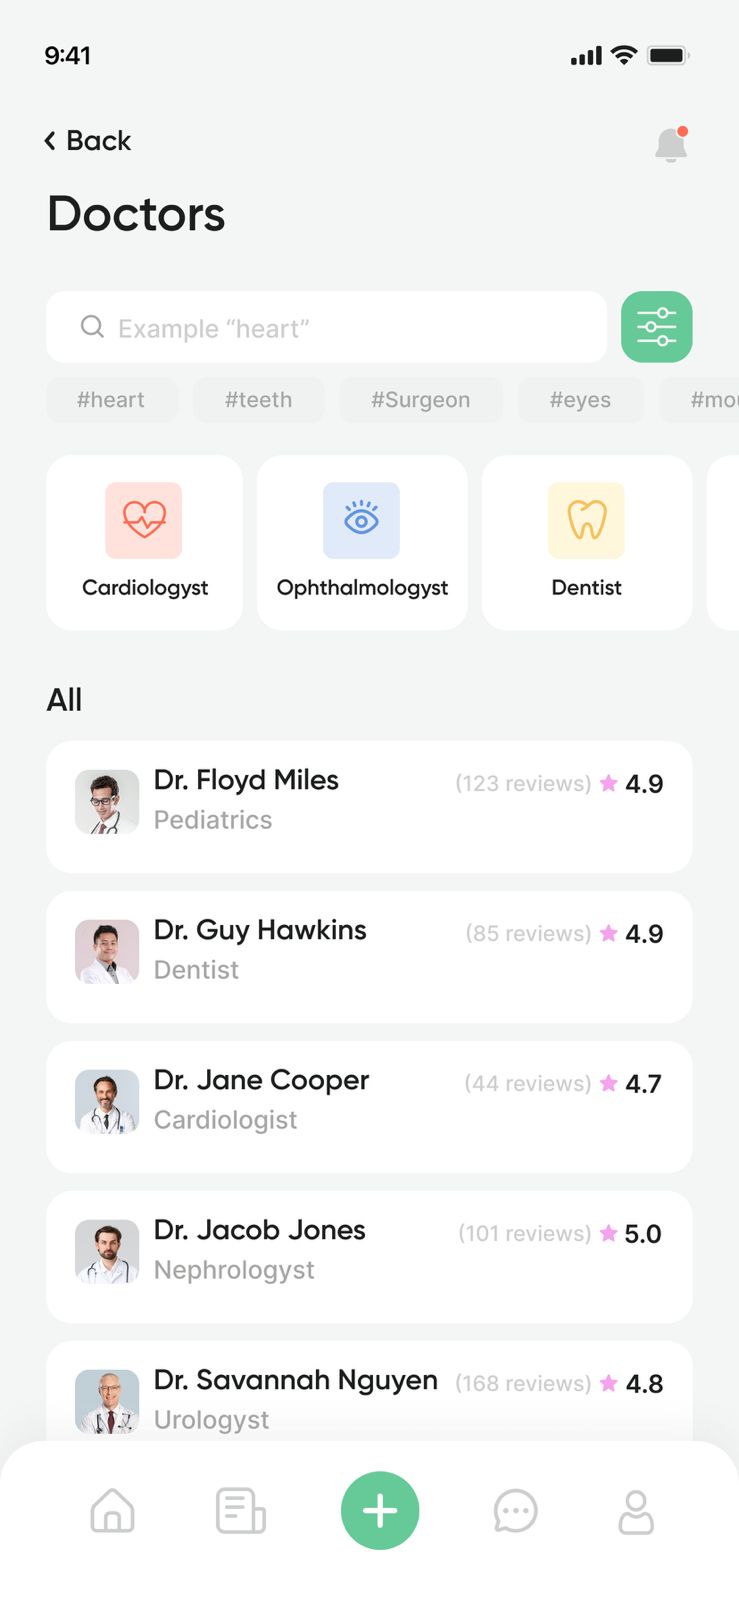 9:41
Back
Doctors
Example “heart”
#heart #teeth #Surgeon #eyes
Cardiologyst Ophthalmologyst Dentist
All
Dr. Floyd Miles (123 reviews) 4.9
Pediatrics
Dr. Guy Hawkins (85 reviews) 4.9
Dentist
Dr. Jane Cooper (44 reviews) 4.7
Cardiologist
Dr. Jacob Jones (101 reviews) 5.0
Nephrologyst
Dr. Savannah Nguyen (168 reviews) 4.8
Urologyst